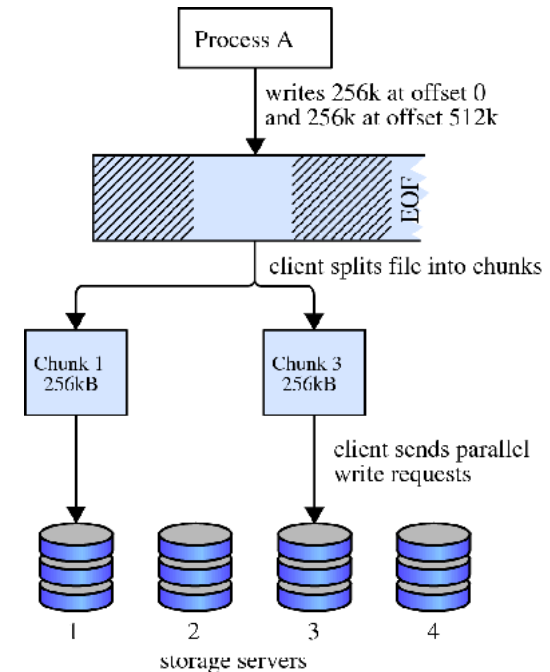 Process A
writes 256k at offset 0
and 256k at offset 512k
EOF
client splits file into chunks
Chunk 1
256kB
Chunk 3
256kB
client sends parallel
write requests
1 2 3 4
storage servers